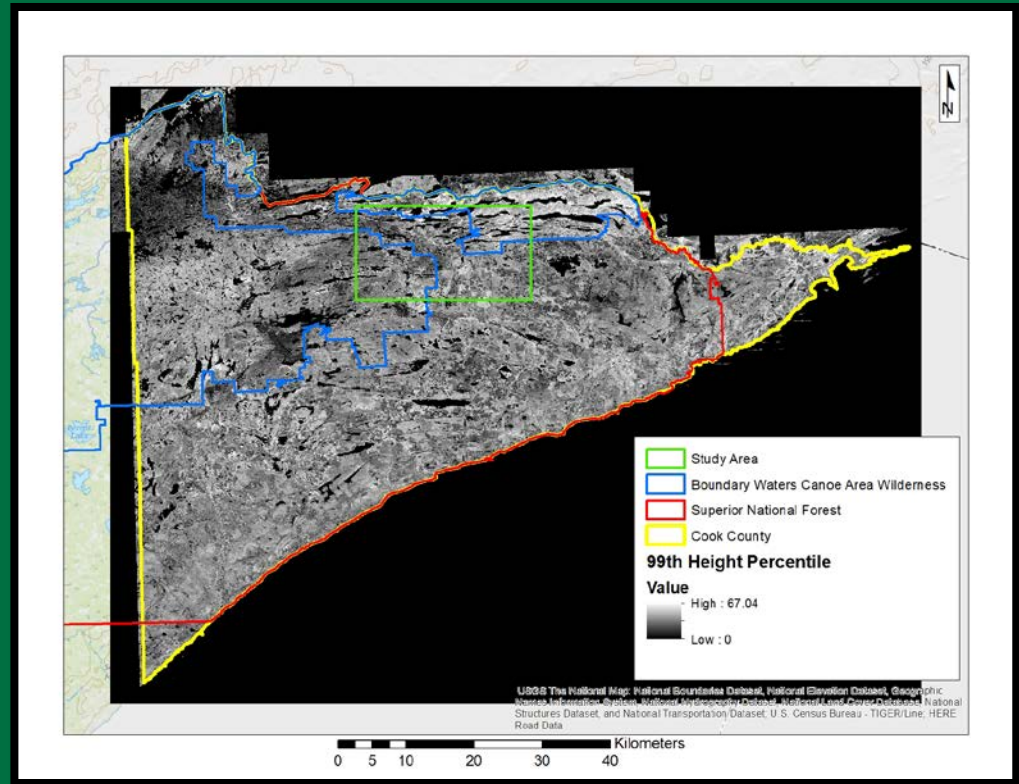 N
Study Area
Boundary Waters Canoe Area Wilderness
Superior National Forest
Cook County
99th Height Percentile
Value
High : 67.04
Low : 0
USGS The National Map: National Boundaries Dataset, National Elevation Dataset, Geographic
Names Information System, National Hydrography Dataset, National Land Cover Database, National
Structures Dataset, and National Transportation Dataset; U.S. Census Bureau - TIGER/Line; HERE
Road Data
Kilometers
0 5 10 20 30 40